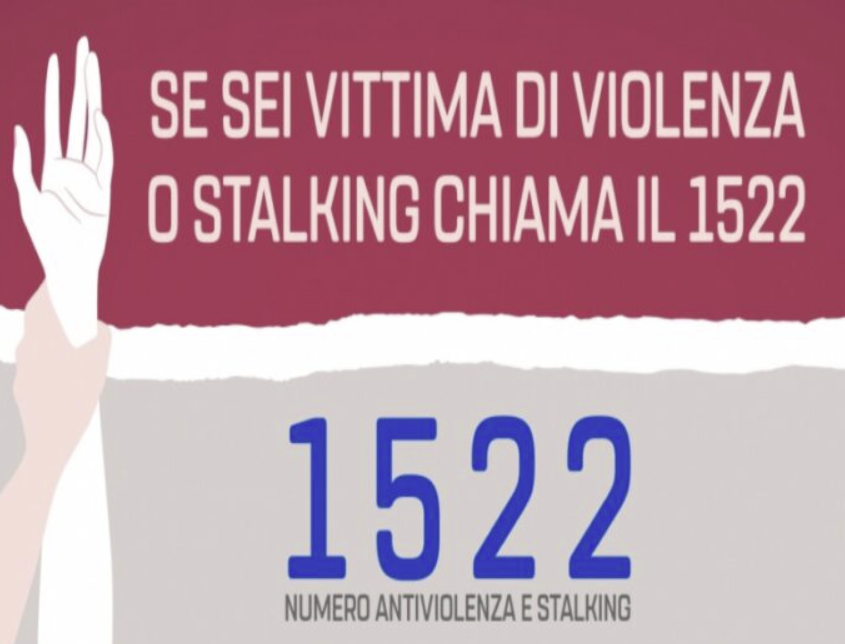 SE SEI VITTIMA DI VIOLENZA
O STALKING CHIAMA IL 1522
1522
NUMERO ANTIVIOLENZA E STALKING